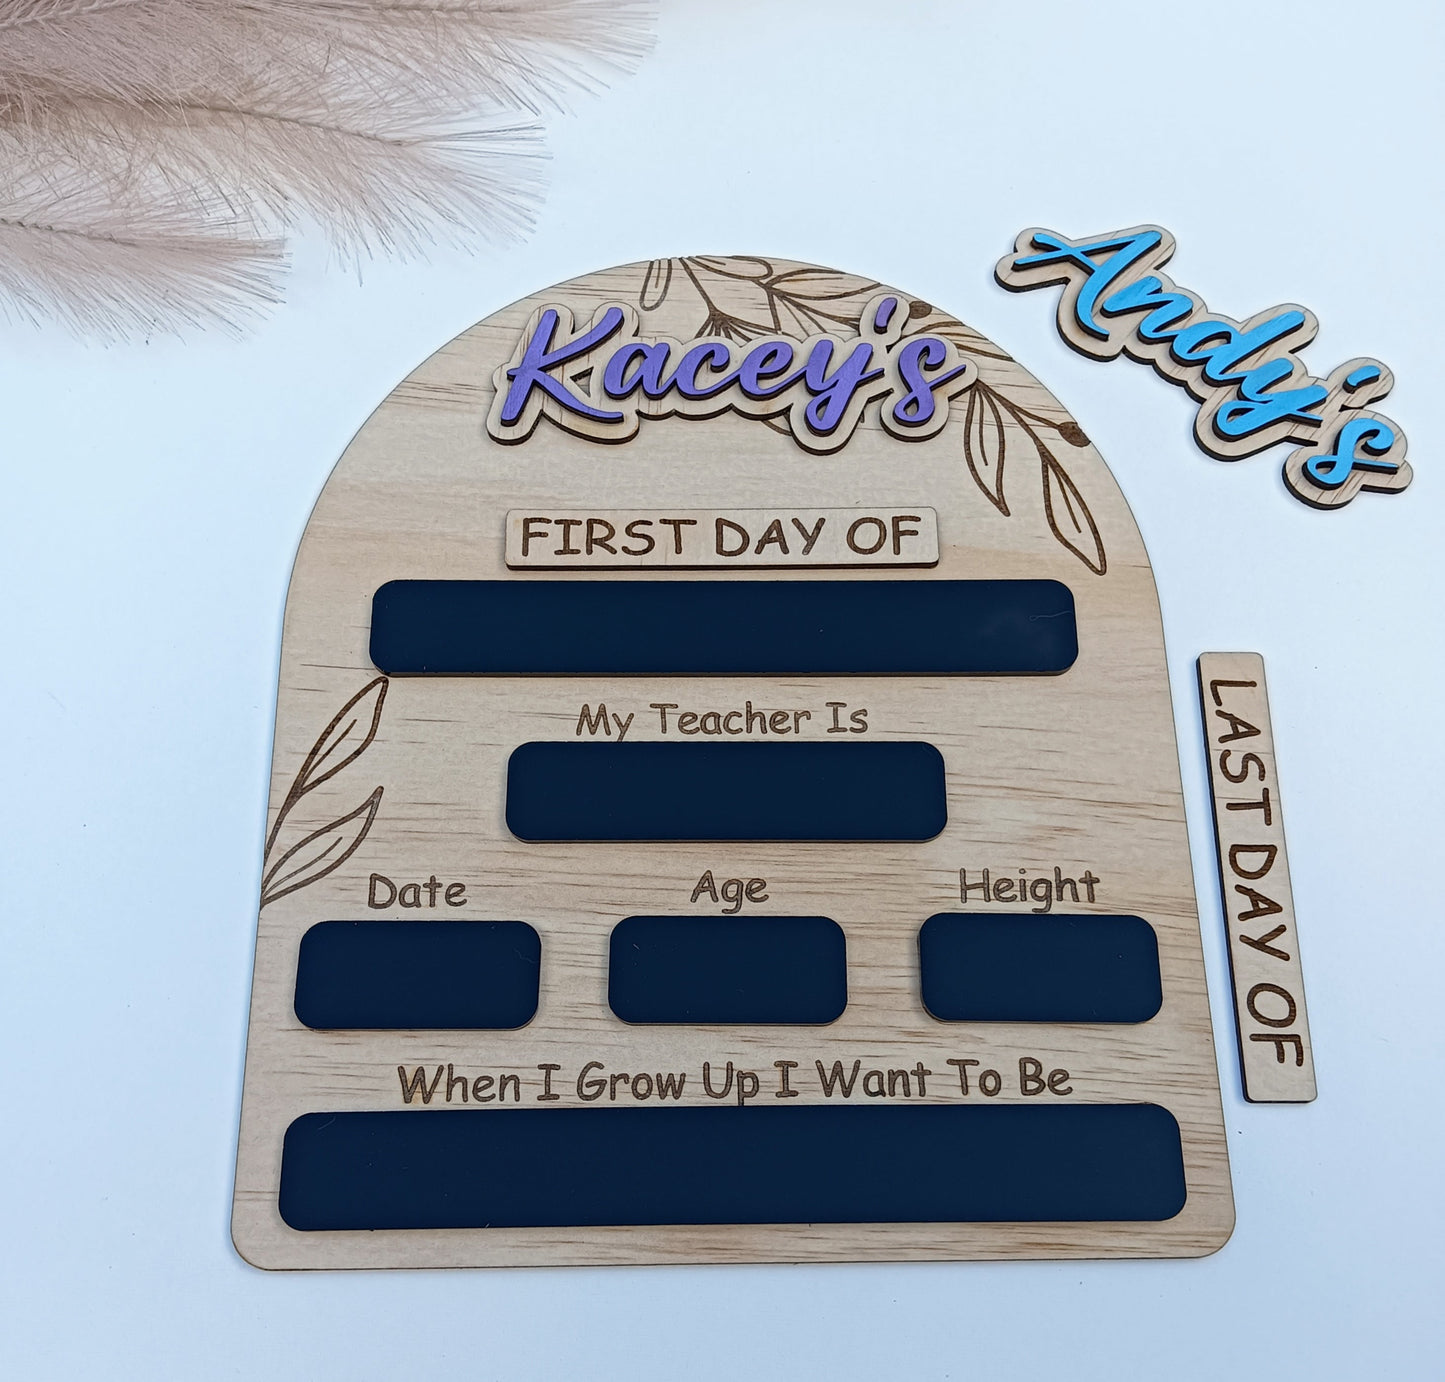 Kacey's
Andy's
FIRST DAY OF
My Teacher Is
LAST DAY OF
Date Age Height
When I Grow Up I Want To Be